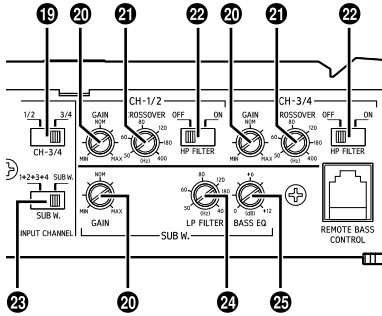 19 20 21 22 20 21 22
CH-1/2 CH-3/4
1/2 3/4 GAIN NOM CROSSOVER 80 OFF ON GAIN NOM CROSSOVER 80 OFF ON
60 120 60 120
180 180
CH-3/4 MIN MAX 50 (Hz) 400 HP FILTER MIN MAX 50 (Hz) 400 HP FILTER
1+2+3+4 SUB W. NOM 80 120 +6
60 180
SUB W. MIN MAX 50 (Hz) 40 0 (dB) +12
INPUT CHANNEL GAIN LP FILTER BASS EQ REMOTE BASS
SUB W. CONTROL
23 20 24 25